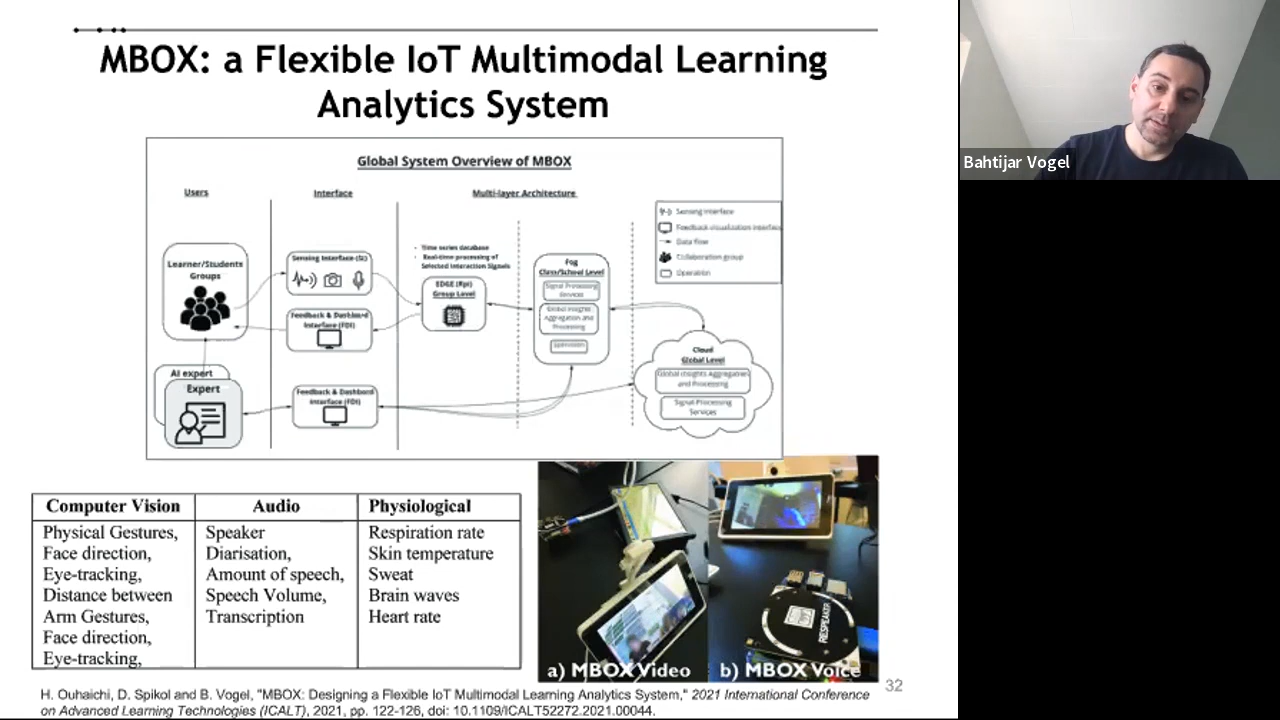 MBOX: a Flexible IoT Multimodal Learning
Analytics System
Global System Overview of MBOX
Users
Interface
Multi-layer Architecture
Sensing Interface
Feedback visualization interface
Data flow
Collaboration group
Operation
Learner/Students
Groups
AI expert
Expert
Sensing Interface (SI)
Feedback & Dashboard
Interface (FDI)
Feedback & Dashboard
Interface (FDI)
Time series database
Real-time processing of
Selected Interaction Signals
EDGE (Rpi)
Group Level
Fog
Class/School Level
Signal Processing
Services
Global Insights
Aggregation and
Processing
Cloud
Global Level
Global Insights Aggregation
and Processing
Signal Processing
Services
Computer Vision
Physical Gestures,
Face direction,
Eye-tracking,
Distance between
Arm Gestures,
Face direction,
Eye-tracking,
Audio
Speaker
Diarisation,
Amount of speech,
Speech Volume,
Transcription
Physiological
Respiration rate
Skin temperature
Sweat
Brain waves
Heart rate
RESPEAKER
a) MBOX Video
b) MBOX Voice
32
H. Ouhaichi, D. Spikol and B. Vogel, "MBOX: Designing a Flexible IoT Multimodal Learning Analytics System," 2021 International Conference
on Advanced Learning Technologies (ICALT), 2021, pp. 122-126, doi: 10.1109/ICALT52272.2021.00044.
Bahtijar Vogel